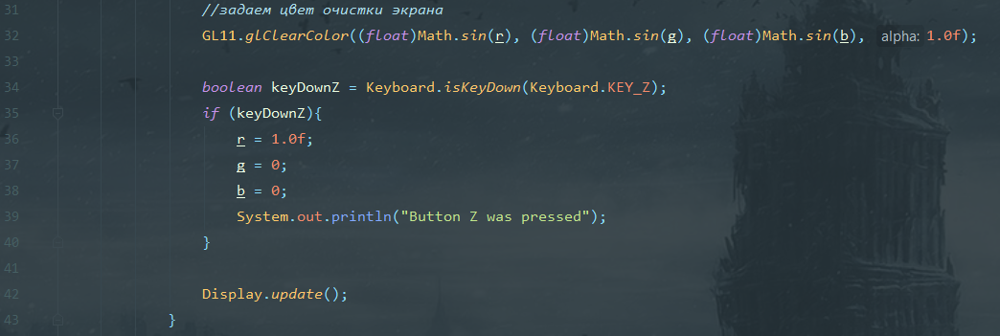 31 //задаем цвет очистки экрана
32 GL11.glClearColor((float)Math.sin(r), (float)Math.sin(g), (float)Math.sin(b), alpha: 1.0f);
33
34 boolean keyDownZ = Keyboard.isKeyDown(Keyboard.KEY_Z);
35 if (keyDownZ){
36 r = 1.0f;
37 g = 0;
38 b = 0;
39 System.out.println("Button Z was pressed");
40 }
41
42 Display.update();
43 }